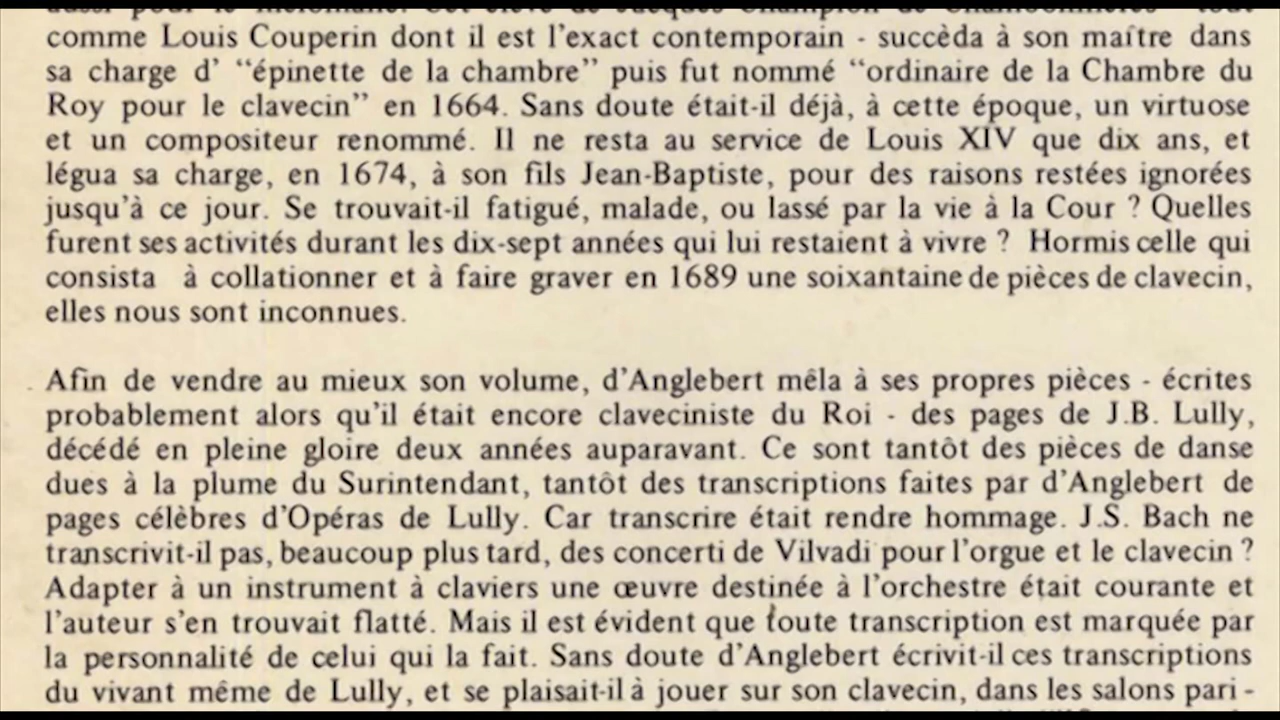 comme Louis Couperin dont il est l'exact contemporain - succèda à son maître dans
sa charge d' "épinette de la chambre" puis fut nommé "ordinaire de la Chambre du
Roy pour le clavecin" en 1664. Sans doute était-il déjà, à cette époque, un virtuose
et un compositeur renommé. Il ne resta au service de Louis XIV que dix ans, et
légua sa charge, en 1674, à son fils Jean-Baptiste, pour des raisons restées ignorées
jusqu'à ce jour. Se trouvait-il fatigué, malade, ou lassé par la vie à la Cour ? Quelles
furent ses activités durant les dix-sept années qui lui restaient à vivre ? Hormis celle qui
consista à collationner et à faire graver en 1689 une soixantaine de pièces de clavecin,
elles nous sont inconnues.
Afin de vendre au mieux son volume, d'Anglebert mêla à ses propres pièces - écrites
probablement alors qu'il était encore claveciniste du Roi - des pages de J.B. Lully,
décédé en pleine gloire deux années auparavant. Ce sont tantôt des pièces de danse
dues à la plume du Surintendant, tantôt des transcriptions faites par d'Anglebert de
pages célèbres d'Opéras de Lully. Car transcrire était rendre hommage. J.S. Bach ne
transcrivit-il pas, beaucoup plus tard, des concerti de Vilvadi pour l'orgue et le clavecin ?
Adapter à un instrument à claviers une œuvre destinée à l'orchestre était courante et
l'auteur s'en trouvait flatté. Mais il est évident que toute transcription est marquée par
la personnalité de celui qui la fait. Sans doute d'Anglebert écrivit-il ces transcriptions
du vivant même de Lully, et se plaisait-il à jouer sur son clavecin, dans les salons pari -